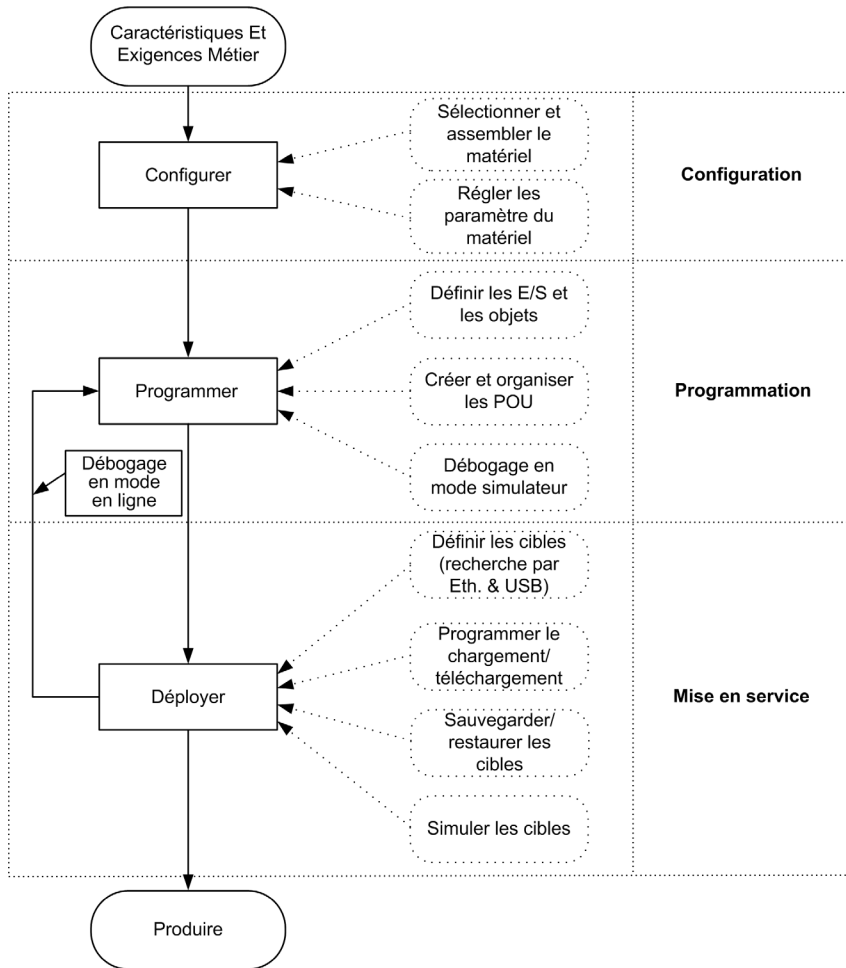 Caractéristiques Et
Exigences Métier
Sélectionner et
assembler le
matériel
Configurer
Configuration
Régler les
paramètre du
matériel
Définir les E/S et
les objets
Programmer
Créer et organiser
les POU
Programmation
Débogage
en mode
en ligne
Débogage en
mode simulateur
Définir les cibles
(recherche par
Eth. & USB)
Programmer le
chargement/
téléchargement
Déployer
Mise en service
Sauvegarder/
restaurer les
cibles
Simuler les cibles
Produire